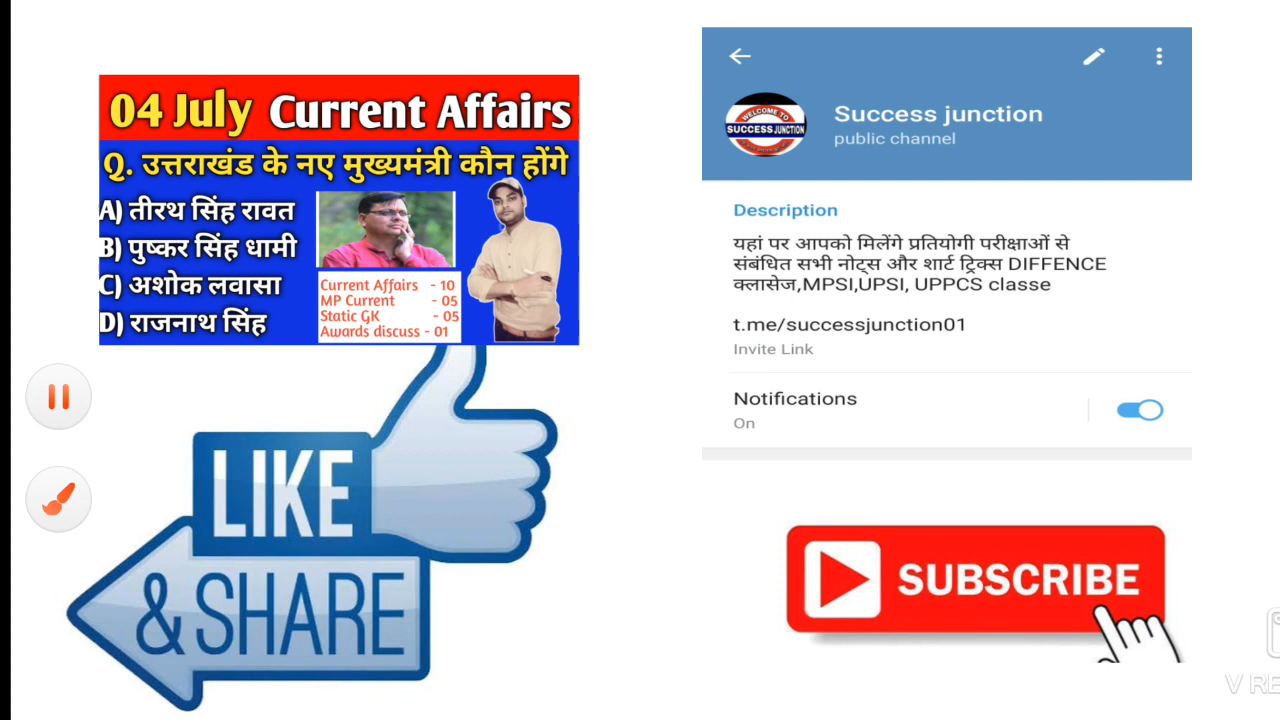 04 July Current Affairs
Q. उत्तराखंड के नए मुख्यमंत्री कौन होंगे
A) तीरथ सिंह रावत
B) पुष्कर सिंह धामी
C) अशोक लवासा
D) राजनाथ सिंह
Current Affairs - 10
MP Current - 05
Static GK - 05
Awards discuss - 01
LIKE
& SHARE
WELCOME TO
SUCCESS JUNCTION
Success junction
public channel
Description
यहां पर आपको मिलेंगे प्रतियोगी परीक्षाओं से
संबंधित सभी नोट्स और शार्ट ट्रिक्स DIFFENCE
क्लासेज,MPSI,UPSI, UPPCS classe
t.me/successjunction01
Invite Link
Notifications
On
SUBSCRIBE
V RE